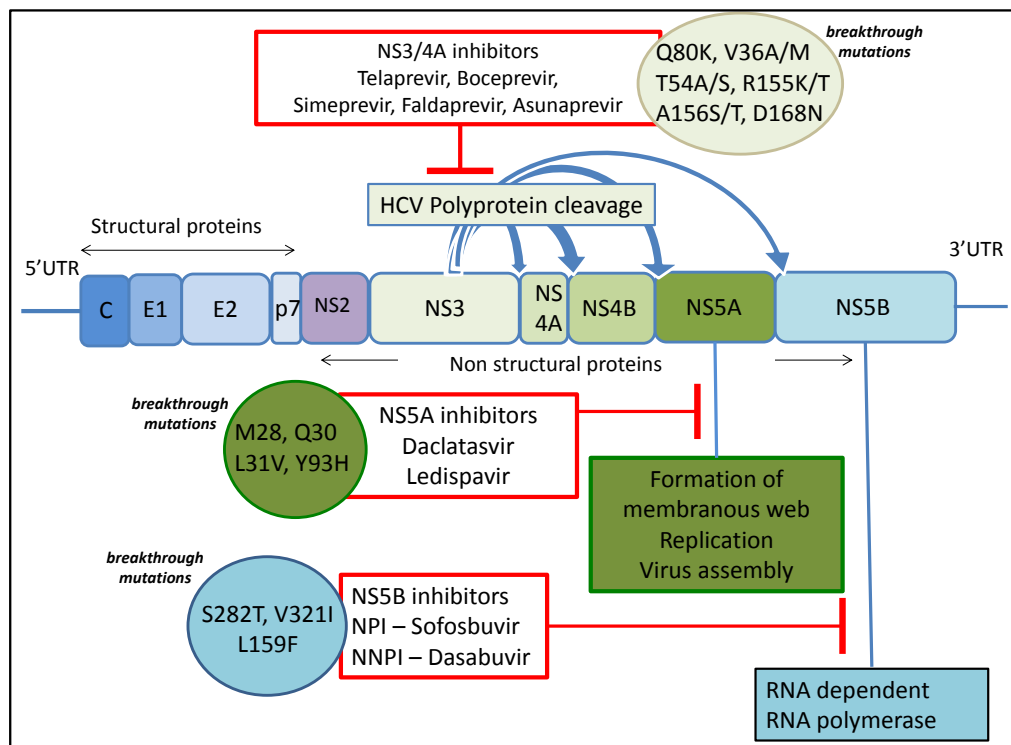 NS3/4A inhibitors
Telaprevir, Boceprevir,
Simeprevir, Faldaprevir, Asunaprevir
breakthrough
mutations
Q80K, V36A/M
T54A/S, R155K/T
A156S/T, D168N
HCV Polyprotein cleavage
Structural proteins
5’UTR
3’UTR
C
E1
E2
p7
NS2
NS3
NS
4A
NS4B
NS5A
NS5B
Non structural proteins
breakthrough
mutations
M28, Q30
L31V, Y93H
NS5A inhibitors
Daclatasvir
Ledispavir
Formation of
membranous web
Replication
Virus assembly
breakthrough
mutations
S282T, V321I
L159F
NS5B inhibitors
NPI – Sofosbuvir
NNPI – Dasabuvir
RNA dependent
RNA polymerase